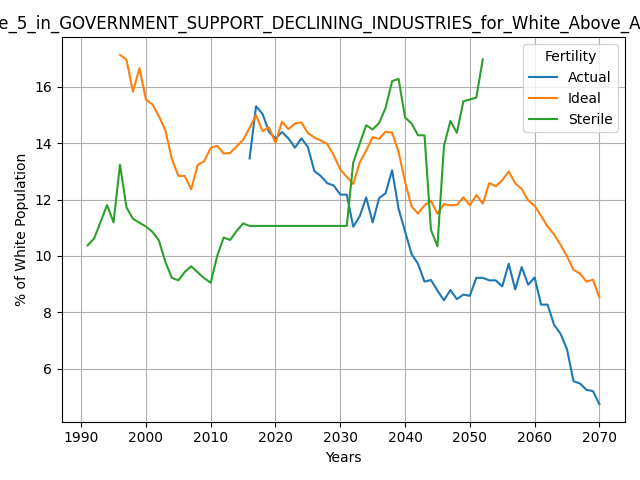 e_5_in_GOVERNMENT_SUPPORT_DECLINING_INDUSTRIES_for_White_Above_A
Fertility
Actual
Ideal
Sterile
% of White Population
16
14
12
10
8
6
1990 2000 2010 2020 2030 2040 2050 2060 2070
Years